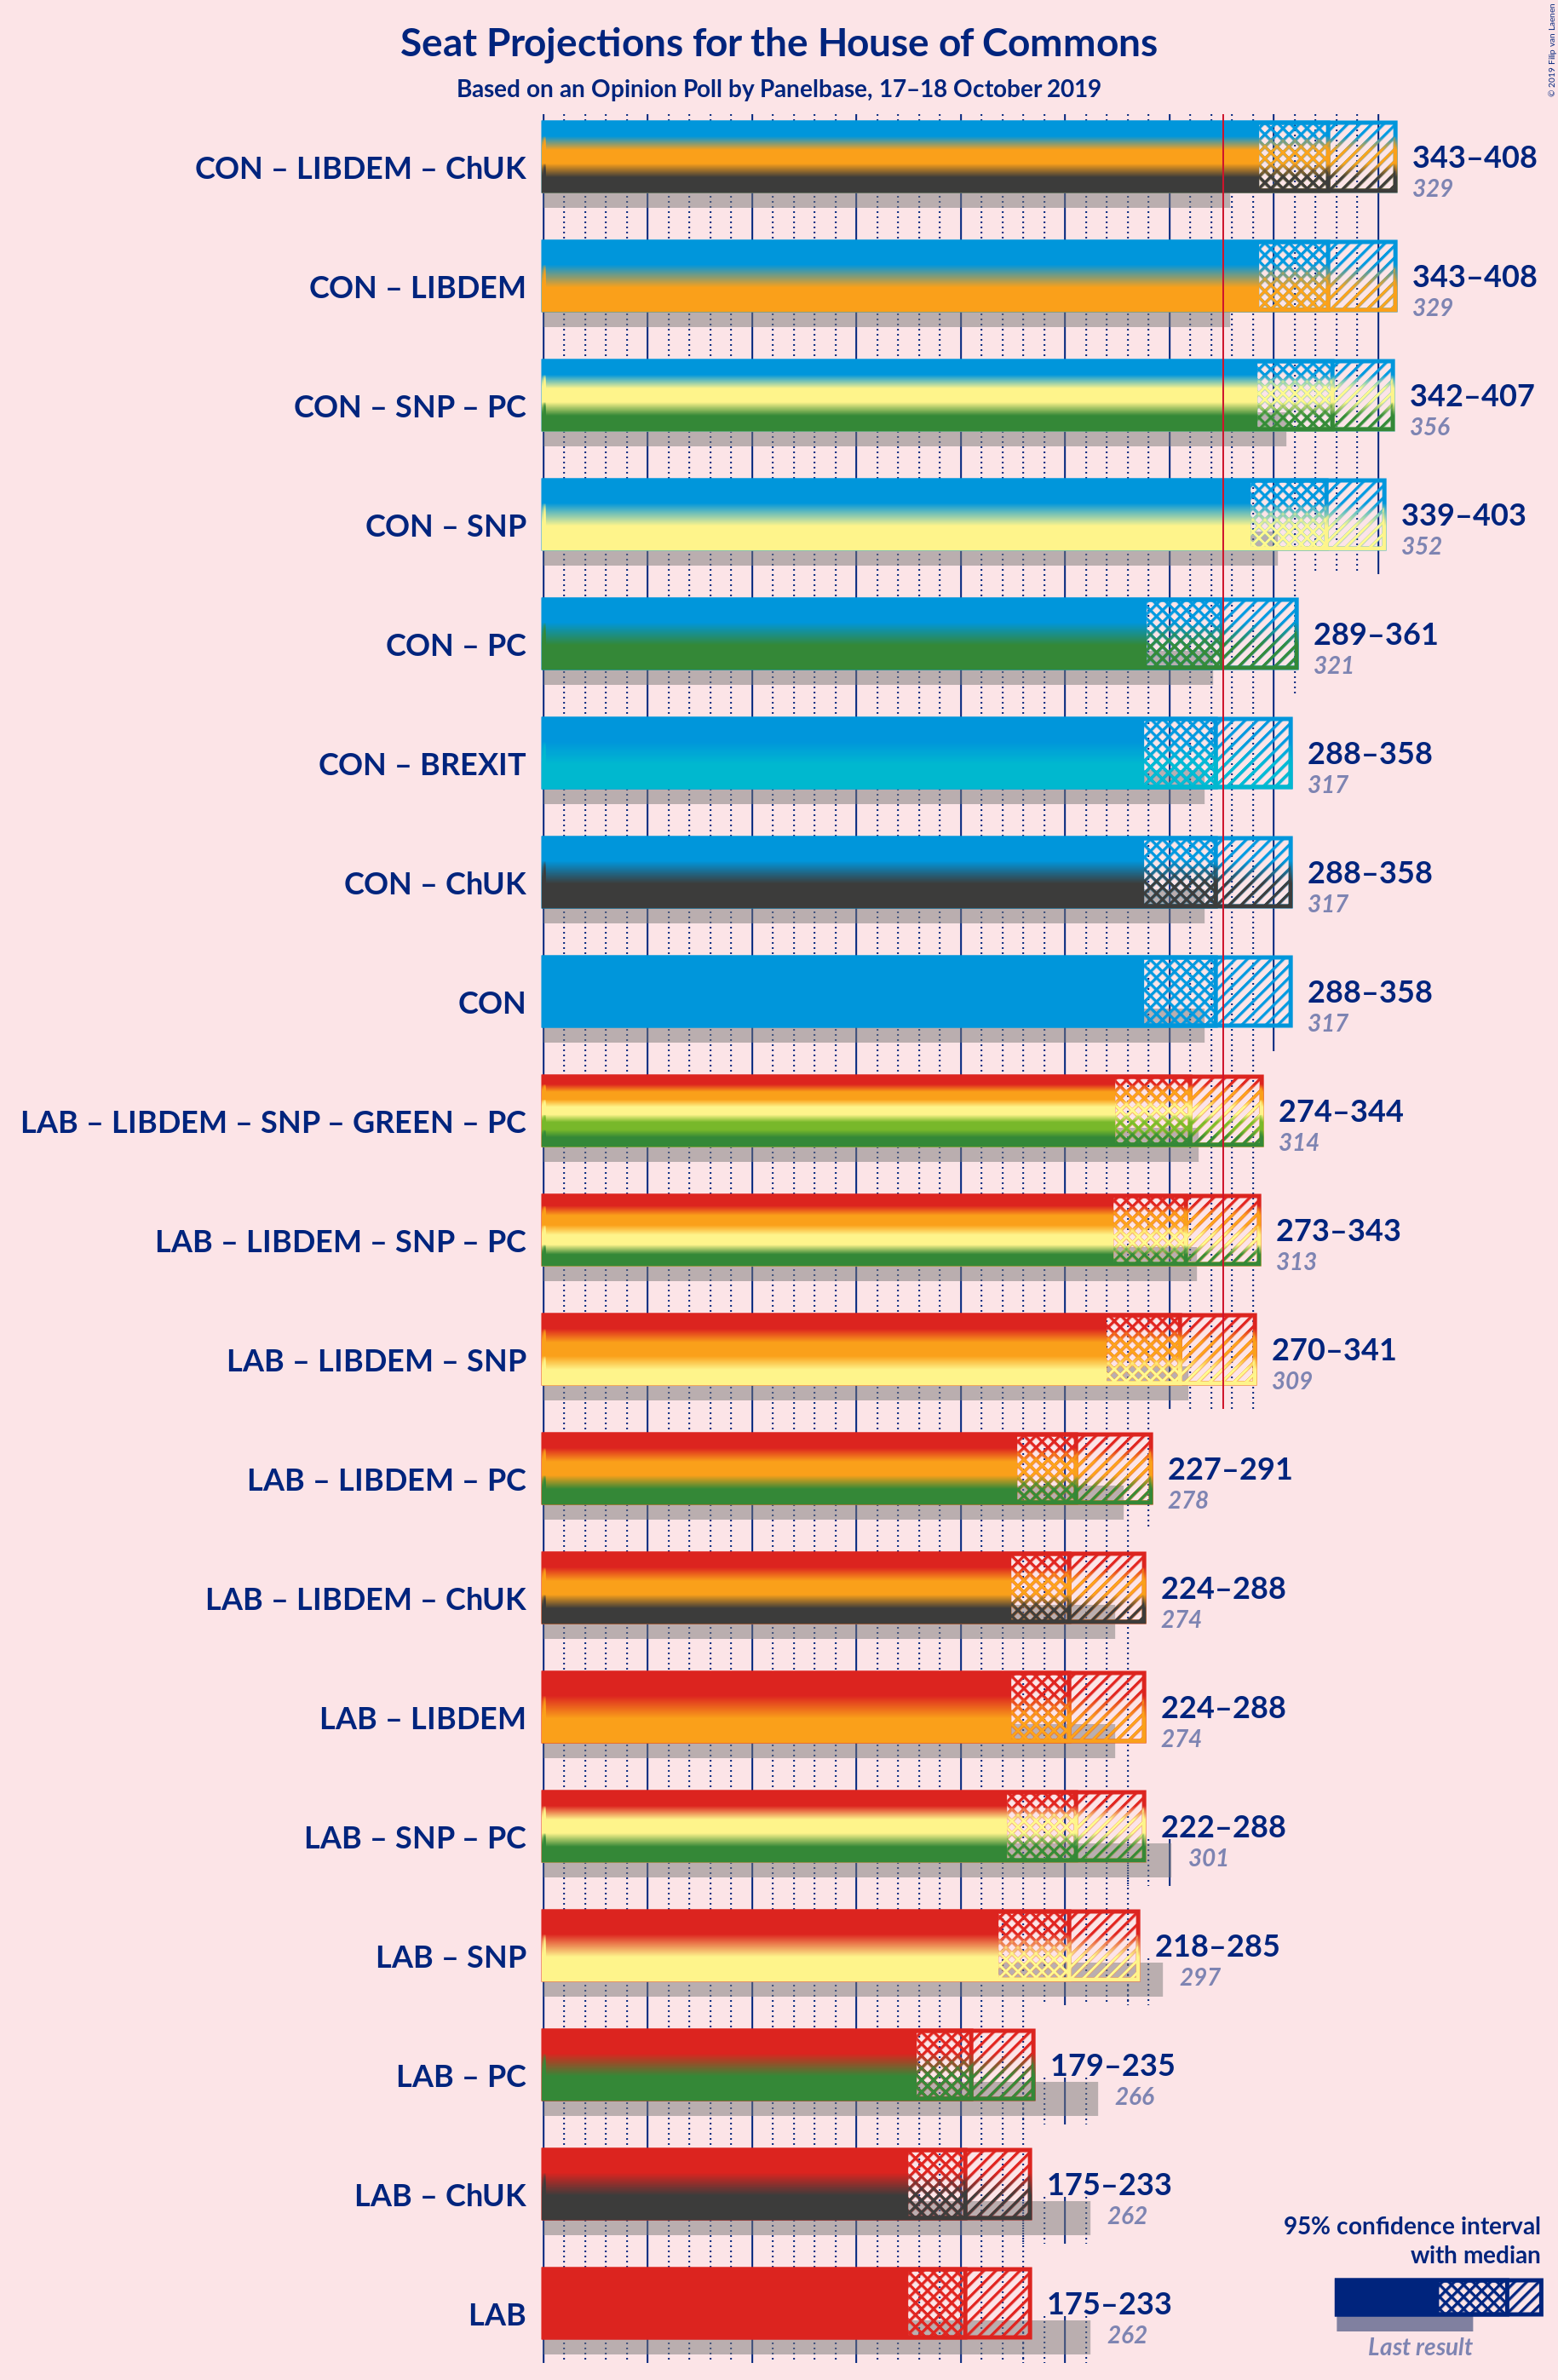 Seat Projections for the House of Commons
Based on an Opinion Poll by Panelbase, 17–18 October 2019
© 2019 Filip van Laenen
CON – LIBDEM – ChUK
343–408
329
CON – LIBDEM
343–408
329
CON – SNP – PC
342–407
356
CON – SNP
339–403
352
CON – PC
289–361
321
CON – BREXIT
288–358
317
CON – ChUK
288–358
317
CON
288–358
317
LAB – LIBDEM – SNP – GREEN – PC
274–344
314
LAB – LIBDEM – SNP – PC
273–343
313
LAB – LIBDEM – SNP
270–341
309
LAB – LIBDEM – PC
227–291
278
LAB – LIBDEM – ChUK
224–288
274
LAB – LIBDEM
224–288
274
LAB – SNP – PC
222–288
301
LAB – SNP
218–285
297
LAB – PC
179–235
266
LAB – ChUK
175–233
262
LAB
175–233
262
95% confidence interval
with median
Last result